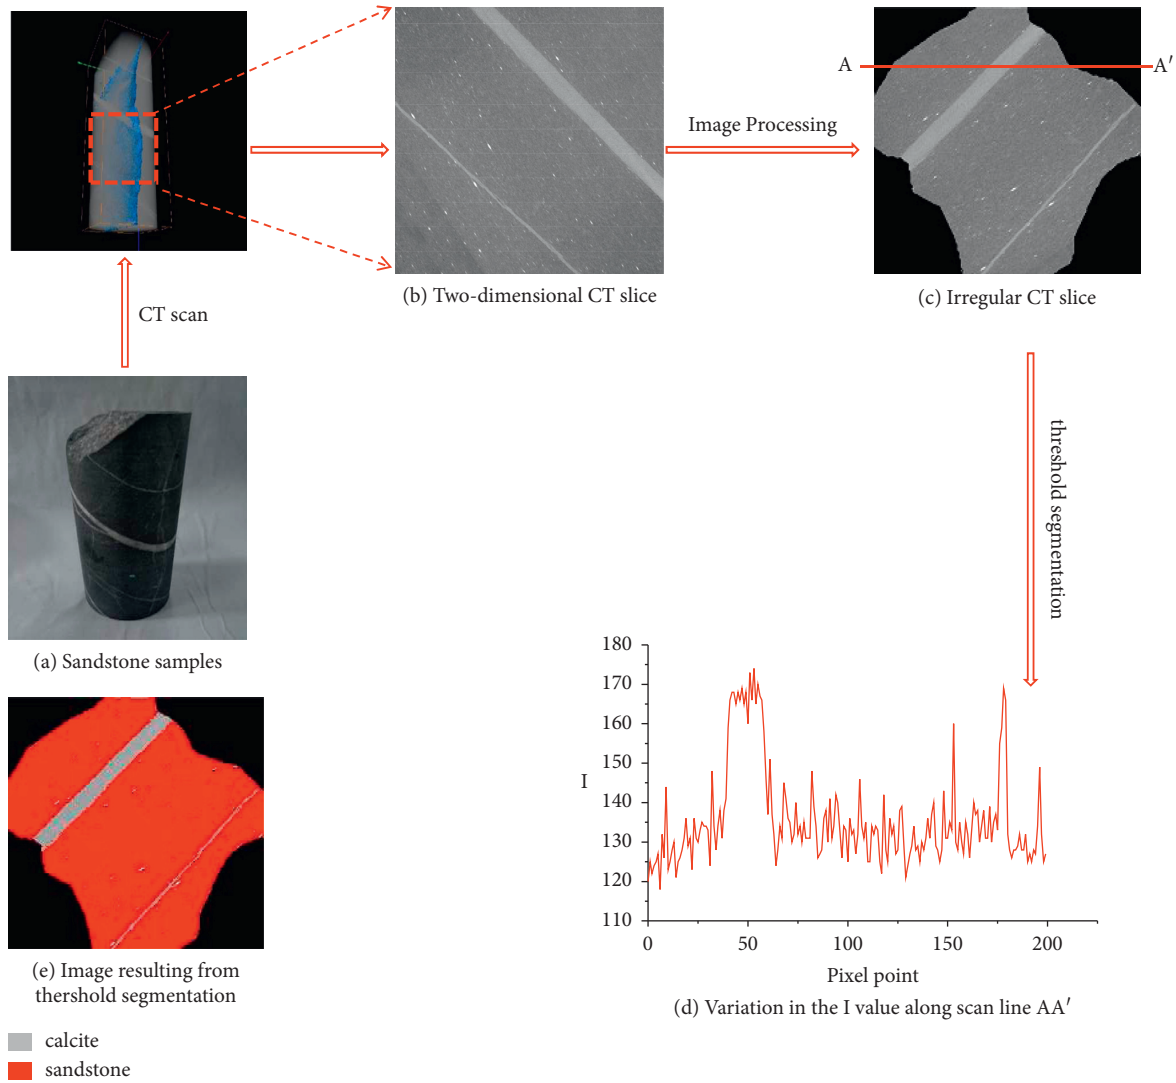 A
A′
Image Processing
(b) Two-dimensional CT slice
(c) Irregular CT slice
CT scan
threshold segmentation
(a) Sandstone samples
180
170
160
150
140
130
120
110
I
0
50
100
150
200
Pixel point
(d) Variation in the I value along scan line AA′
(e) Image resulting from
thershold segmentation
calcite
sandstone